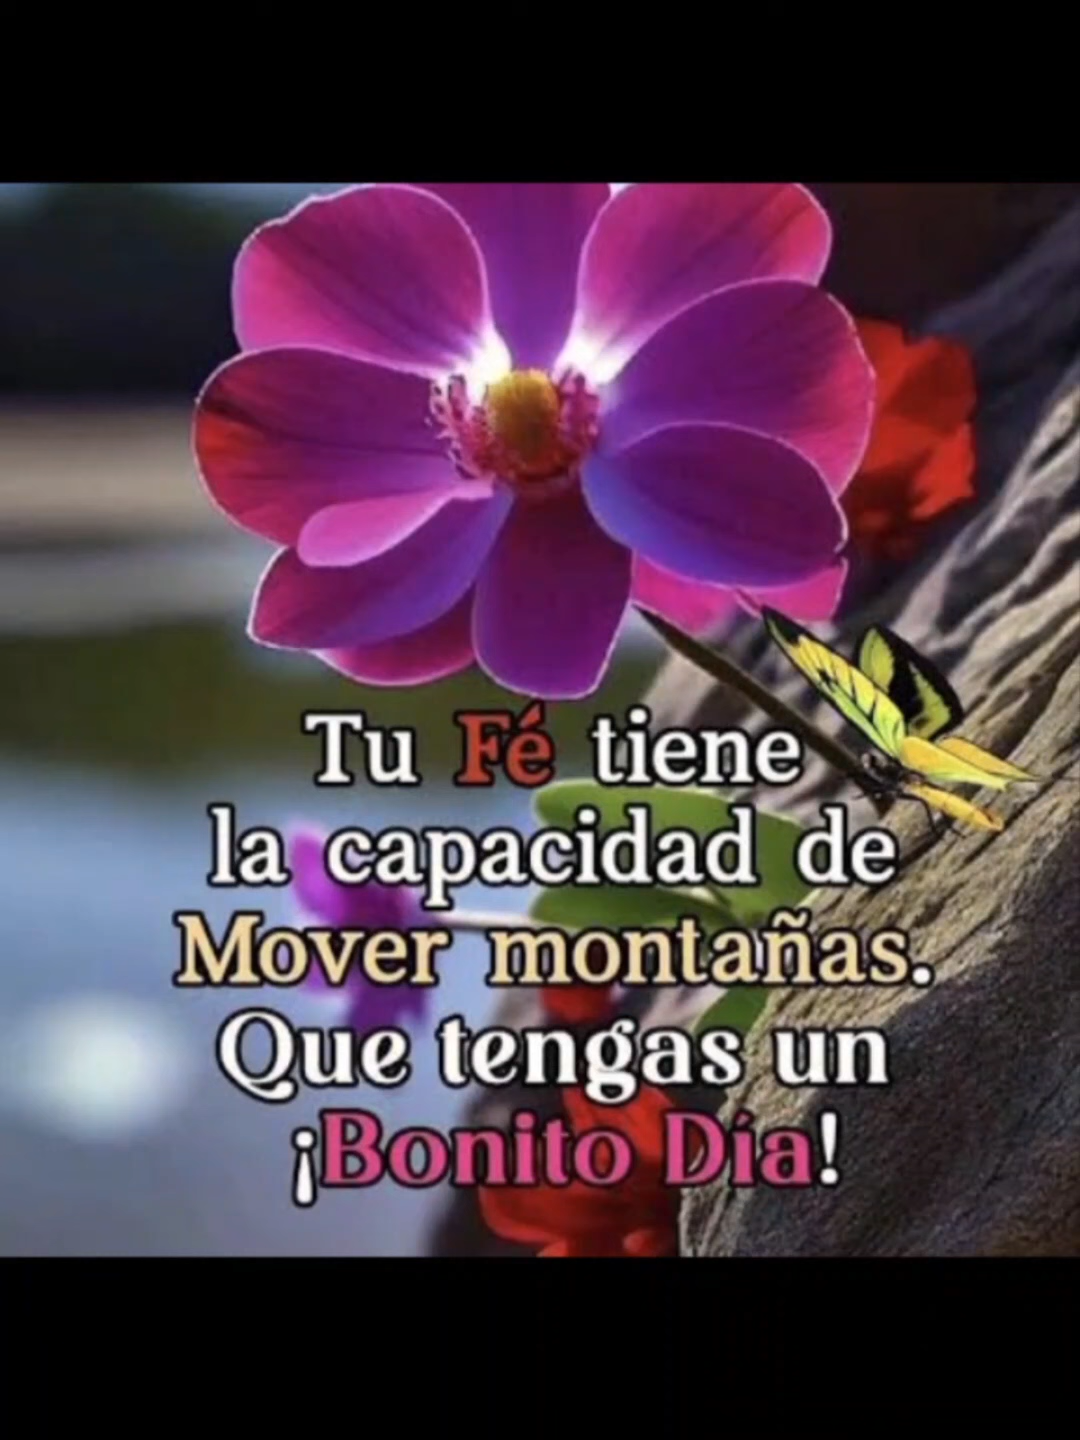 Tu Fé tiene
la capacidad de
Mover montañas.
Que tengas un
¡Bonito Día!